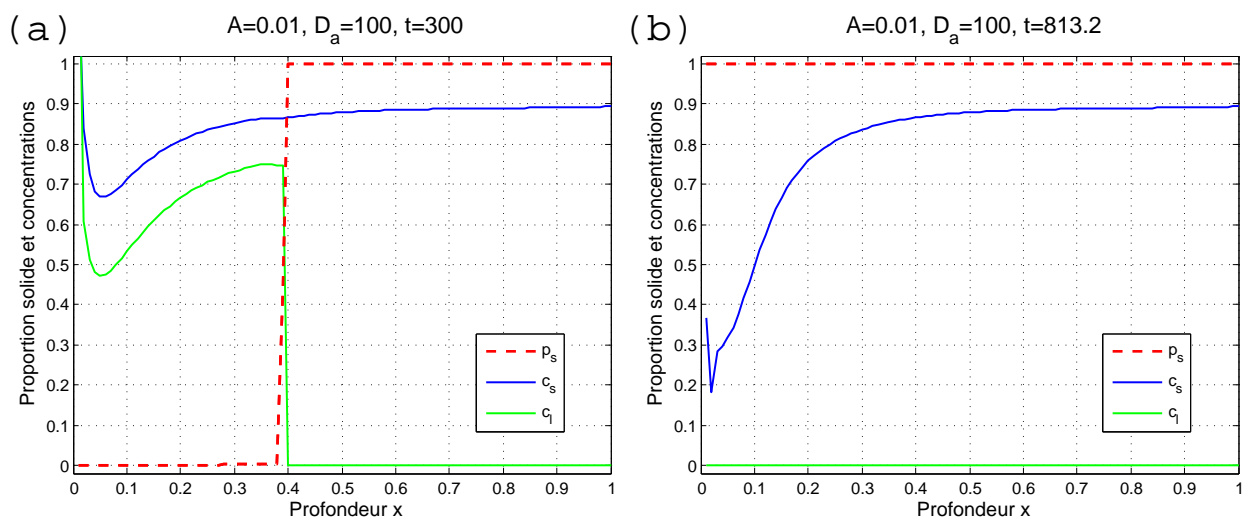 (a)
A=0.01, D_a=100, t=300
Proportion solide et concentrations
1
0.9
0.8
0.7
0.6
0.5
0.4
0.3
0.2
0.1
0
0 0.1 0.2 0.3 0.4 0.5 0.6 0.7 0.8 0.9 1
Profondeur x
p_s
c_s
c_l
(b)
A=0.01, D_a=100, t=813.2
Proportion solide et concentrations
1
0.9
0.8
0.7
0.6
0.5
0.4
0.3
0.2
0.1
0
0 0.1 0.2 0.3 0.4 0.5 0.6 0.7 0.8 0.9 1
Profondeur x
p_s
c_s
c_l